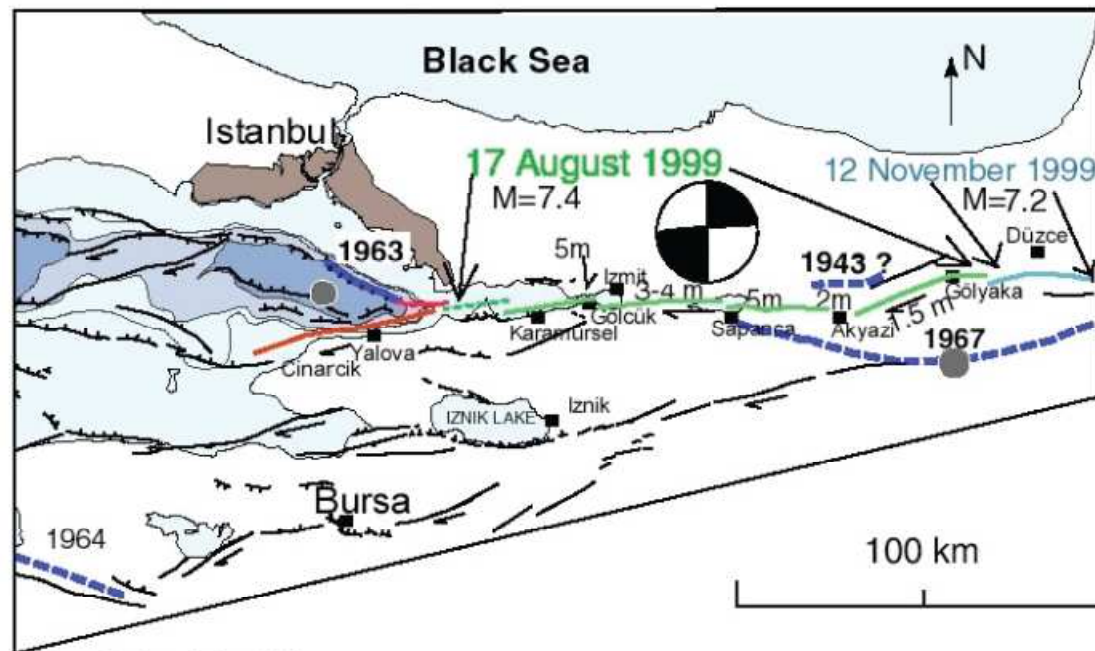 Black Sea
N
Istanbul
17 August 1999
12 November 1999
M=7.4
M=7.2
Düzce
1963
5m
Izmit
1943 ?
3-4 m
5m
2m
Gölyaka
Gölcük
Karamürsel
Sapanca
Akyazi
1.5 m
1967
Yalova
Cinarcik
IZNIK LAKE
Iznik
Bursa
1964
100 km